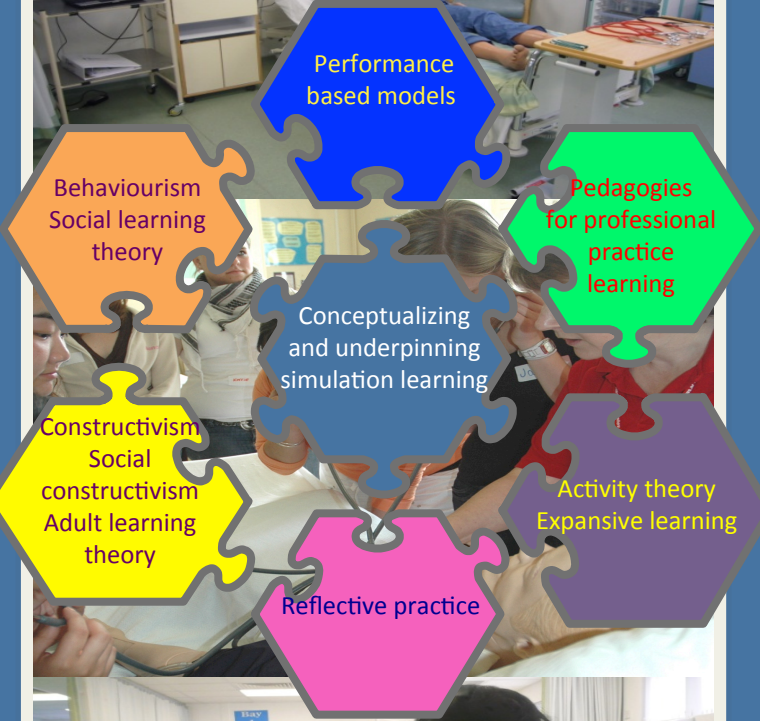 Performance
based models
Behaviourism
Social learning
theory
Pedagogies
for professional
practice
learning
Conceptualizing
and underpinning
simulation learning
Constructivism
Social
constructivism
Adult learning
theory
Activity theory
Expansive learning
Reflective practice
Bay